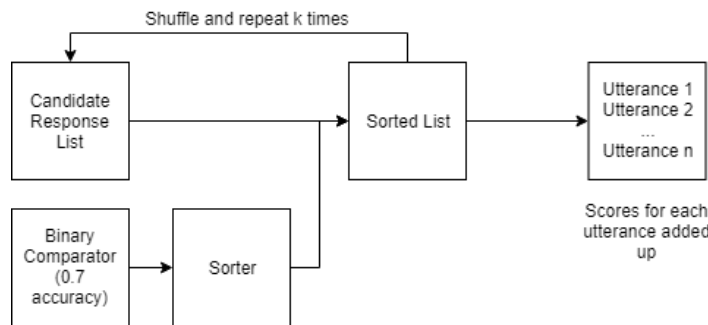 Shuffle and repeat k times
Candidate
Response
List
Sorted List
Utterance 1
Utterance 2
...
Utterance n
Binary
Comparator
(0.7
accuracy)
Sorter
Scores for each
utterance added
up